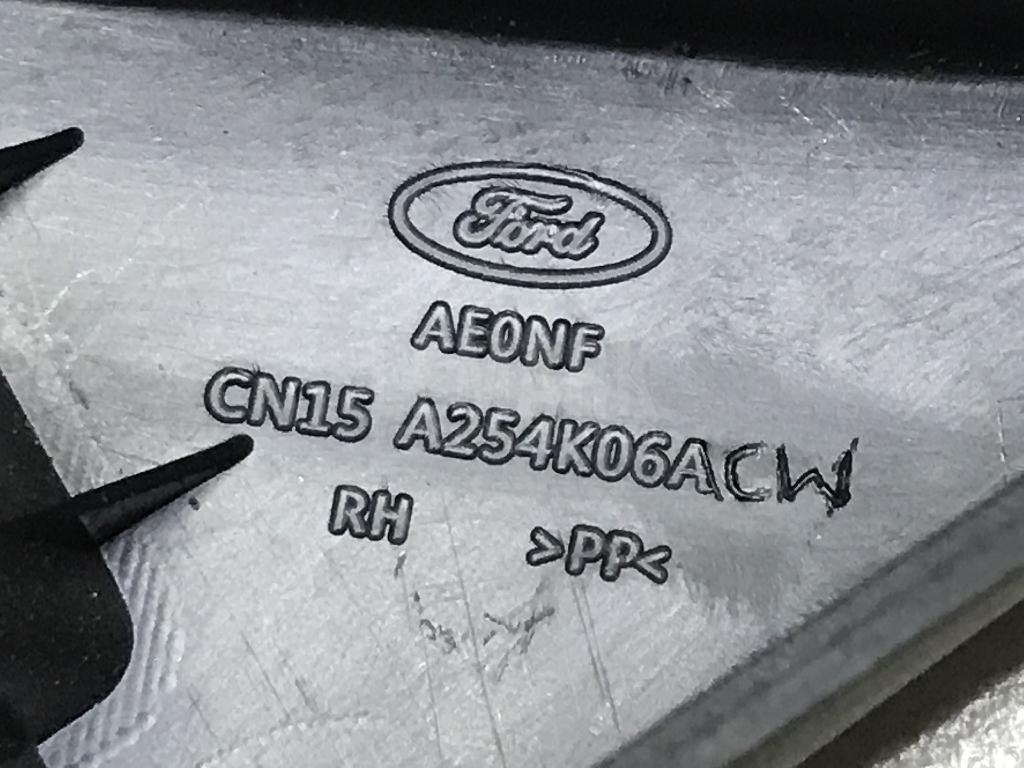 Ford
AE0NF
CN15 A254K06ACW
RH >PP<